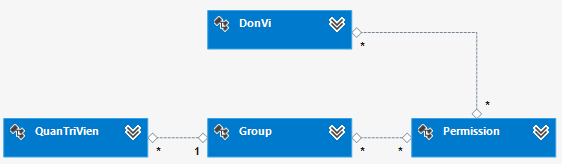 DonVi
*
*
QuanTriVien
Group
Permission
* 1 * *